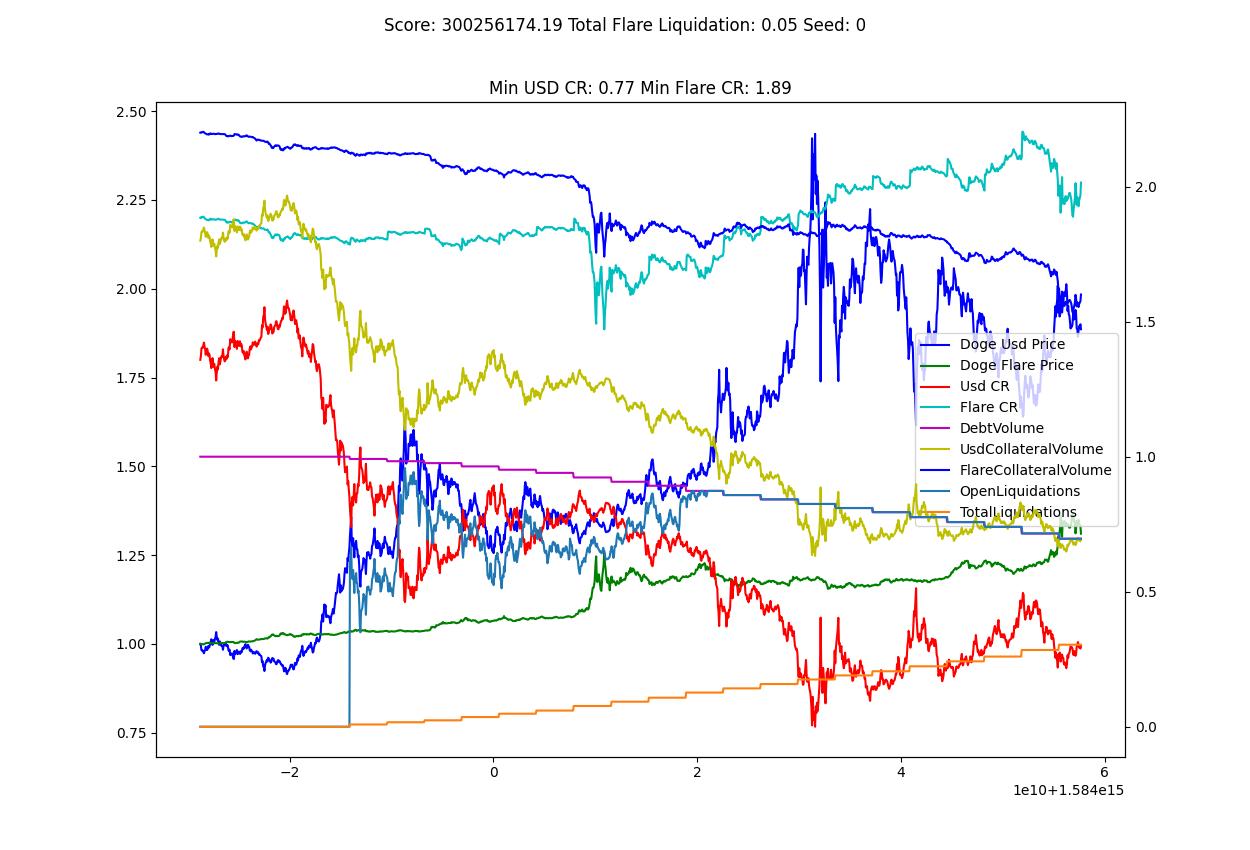 Score: 300256174.19 Total Flare Liquidation: 0.05 Seed: 0
Min USD CR: 0.77 Min Flare CR: 1.89
2.50
2.25
2.00
1.75
1.50
1.25
1.00
0.75
2.0
1.5
1.0
0.5
0.0
Doge Usd Price
Doge Flare Price
Usd CR
Flare CR
DebtVolume
UsdCollateralVolume
FlareCollateralVolume
OpenLiquidations
TotalLiquidations
−2
0
2
4
6
1e10+1.584e15